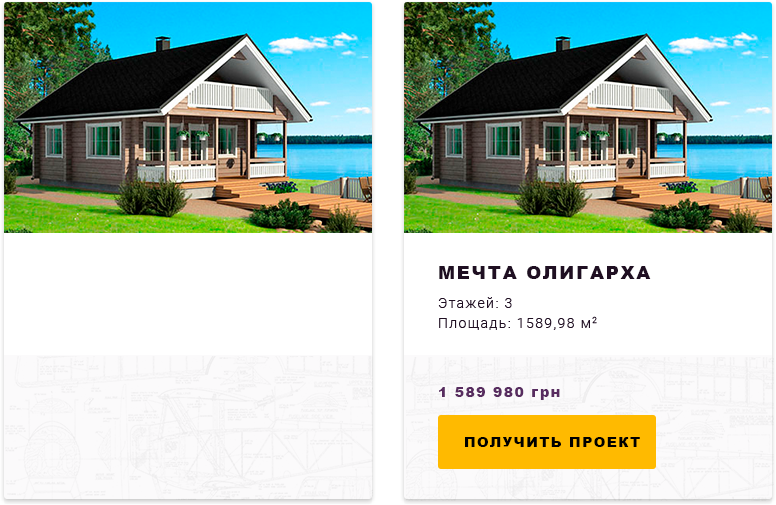 МЕЧТА ОЛИГАРХА
Этажей: 3
Площадь: 1589,98 м²
1 589 980 грн
ПОЛУЧИТЬ ПРОЕКТ